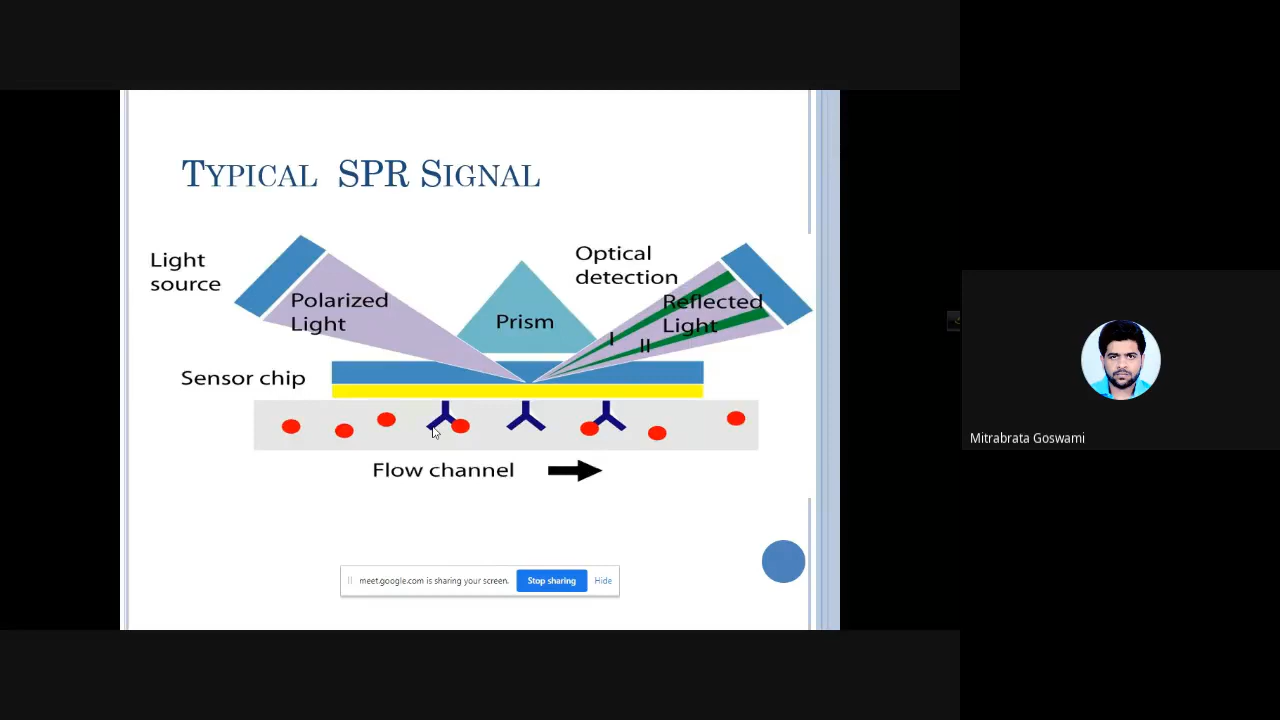 Typical SPR Signal
Light
source
Polarized
Light
Prism
Optical
detection
Reflected
Light
I
II
Sensor chip
Flow channel
meet.google.com is sharing your screen.
Stop sharing
Hide
Mitrabrata Goswami